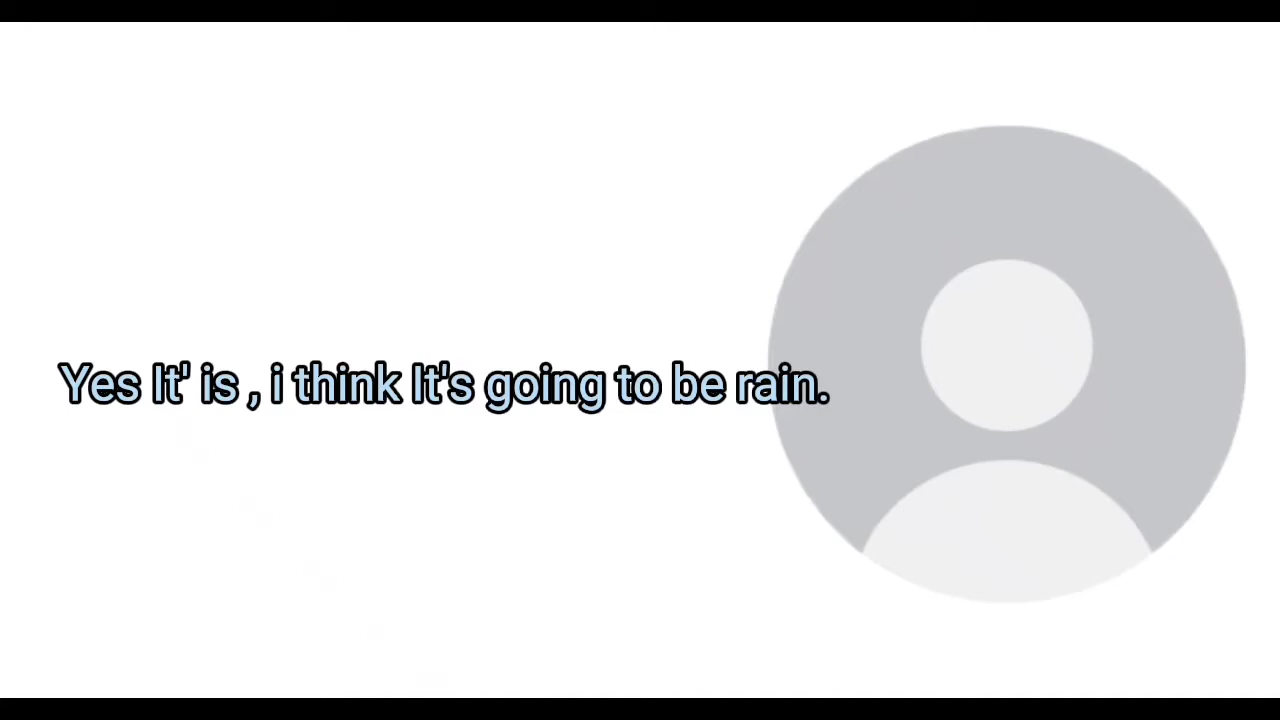 Yes It' is , i think It's going to be rain.